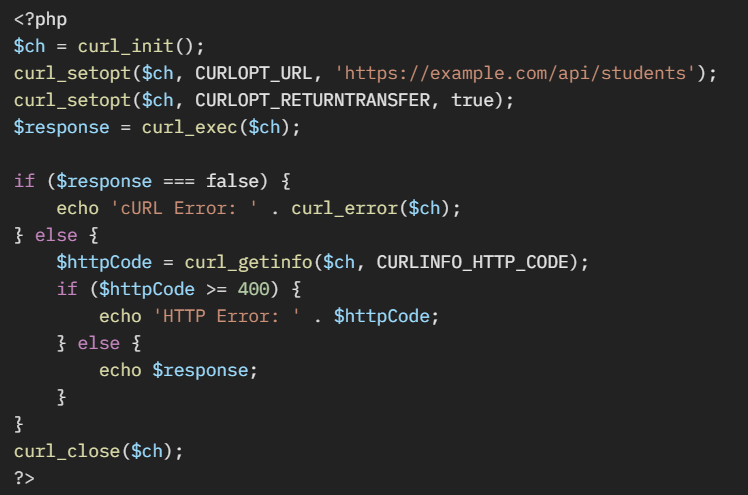 <?php
$ch = curl_init();
curl_setopt($ch, CURLOPT_URL, 'https://example.com/api/students');
curl_setopt($ch, CURLOPT_RETURNTRANSFER, true);
$response = curl_exec($ch);

if ($response === false) {
    echo 'cURL Error: ' . curl_error($ch);
} else {
    $httpCode = curl_getinfo($ch, CURLINFO_HTTP_CODE);
    if ($httpCode >= 400) {
        echo 'HTTP Error: ' . $httpCode;
    } else {
        echo $response;
    }
}
curl_close($ch);
?>